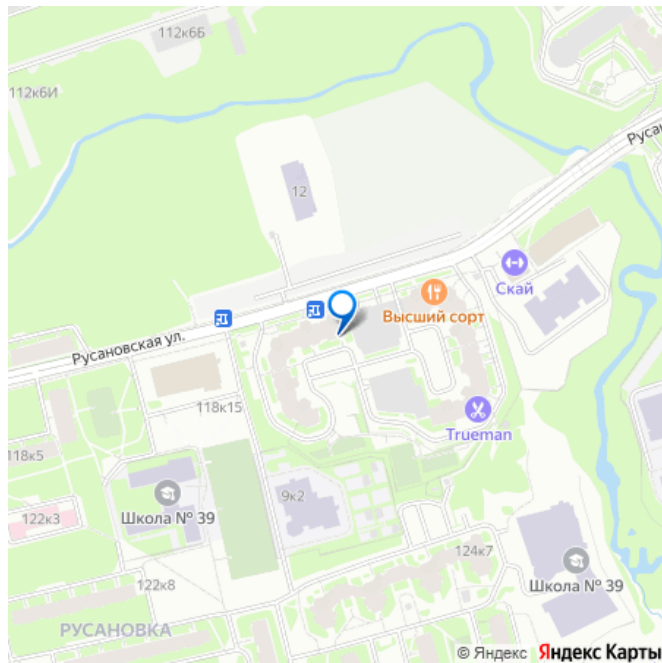 112к6Б
112к6И
Русан
12
Скай
Высший сорт
Русановская ул.
118к15
Trueman
118к5
9к2
Школа № 39
122к3
124к7
122к8
Школа № 39
РУСАНОВКА
© Яндекс Яндекс Карты